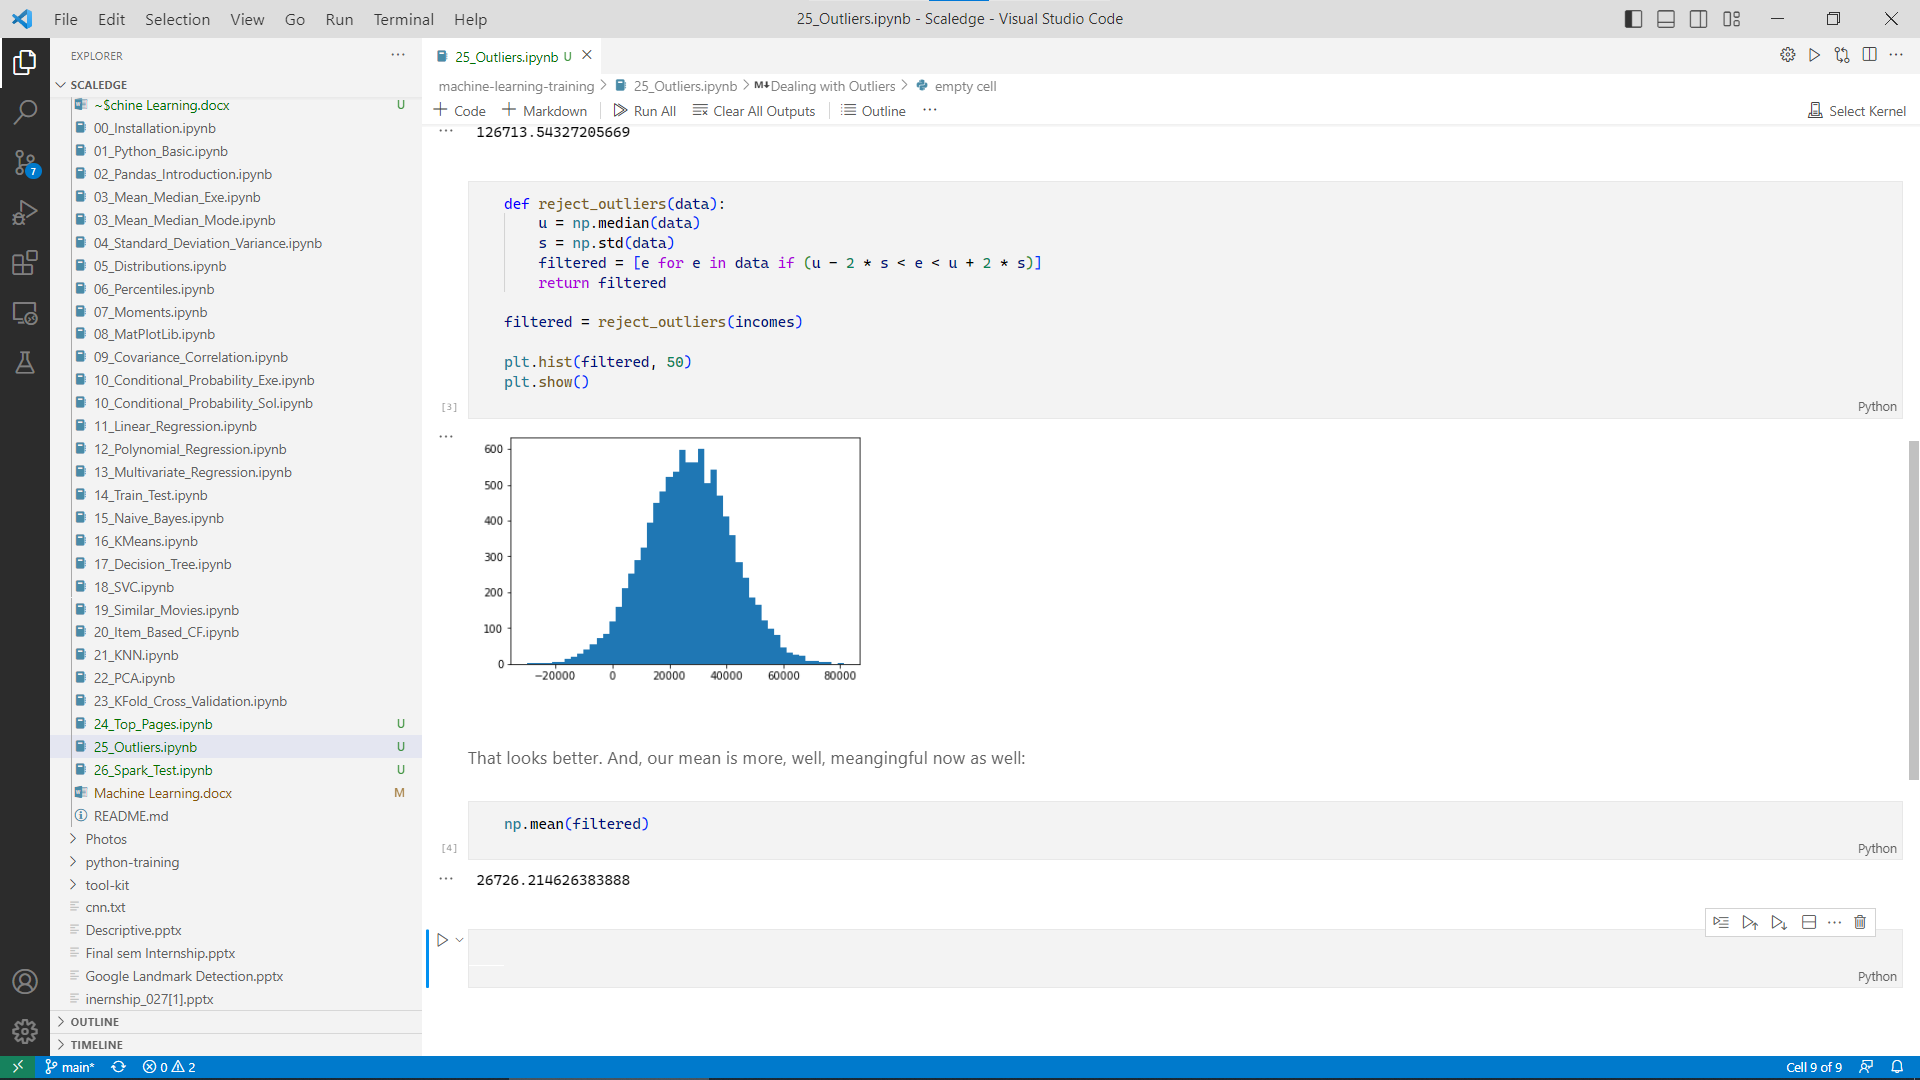 File Edit Selection View Go Run Terminal Help
25_Outliers.ipynb - Scaledge - Visual Studio Code
EXPLORER
SCALEDGE
~$chine Learning.docx U
00_Installation.ipynb
01_Python_Basic.ipynb
02_Pandas_Introduction.ipynb
03_Mean_Median_Exe.ipynb
03_Mean_Median_Mode.ipynb
04_Standard_Deviation_Variance.ipynb
05_Distributions.ipynb
06_Percentiles.ipynb
07_Moments.ipynb
08_MatPlotLib.ipynb
09_Covariance_Correlation.ipynb
10_Conditional_Probability_Exe.ipynb
10_Conditional_Probability_Sol.ipynb
11_Linear_Regression.ipynb
12_Polynomial_Regression.ipynb
13_Multivariate_Regression.ipynb
14_Train_Test.ipynb
15_Naive_Bayes.ipynb
16_KMeans.ipynb
17_Decision_Tree.ipynb
18_SVC.ipynb
19_Similar_Movies.ipynb
20_Item_Based_CF.ipynb
21_KNN.ipynb
22_PCA.ipynb
23_KFold_Cross_Validation.ipynb
24_Top_Pages.ipynb U
25_Outliers.ipynb U
26_Spark_Test.ipynb U
Machine Learning.docx M
README.md
Photos
python-training
tool-kit
cnn.txt
Descriptive.pptx
Final sem Internship.pptx
Google Landmark Detection.pptx
inernship_027[1].pptx
OUTLINE
TIMELINE
7
25_Outliers.ipynb U
machine-learning-training > 25_Outliers.ipynb > M↓Dealing with Outliers > empty cell
Code Markdown Run All Clear All Outputs Outline
Select Kernel
126713.54327205669
def reject_outliers(data):
u = np.median(data)
s = np.std(data)
filtered = [e for e in data if (u - 2 * s < e < u + 2 * s)]
return filtered
filtered = reject_outliers(incomes)
plt.hist(filtered, 50)
plt.show()
[3]
Python
600
500
400
300
200
100
0
−20000 0 20000 40000 60000 80000
That looks better. And, our mean is more, well, meangingful now as well:
np.mean(filtered)
[4]
Python
26726.214626383888
Python
main* 0 2
Cell 9 of 9